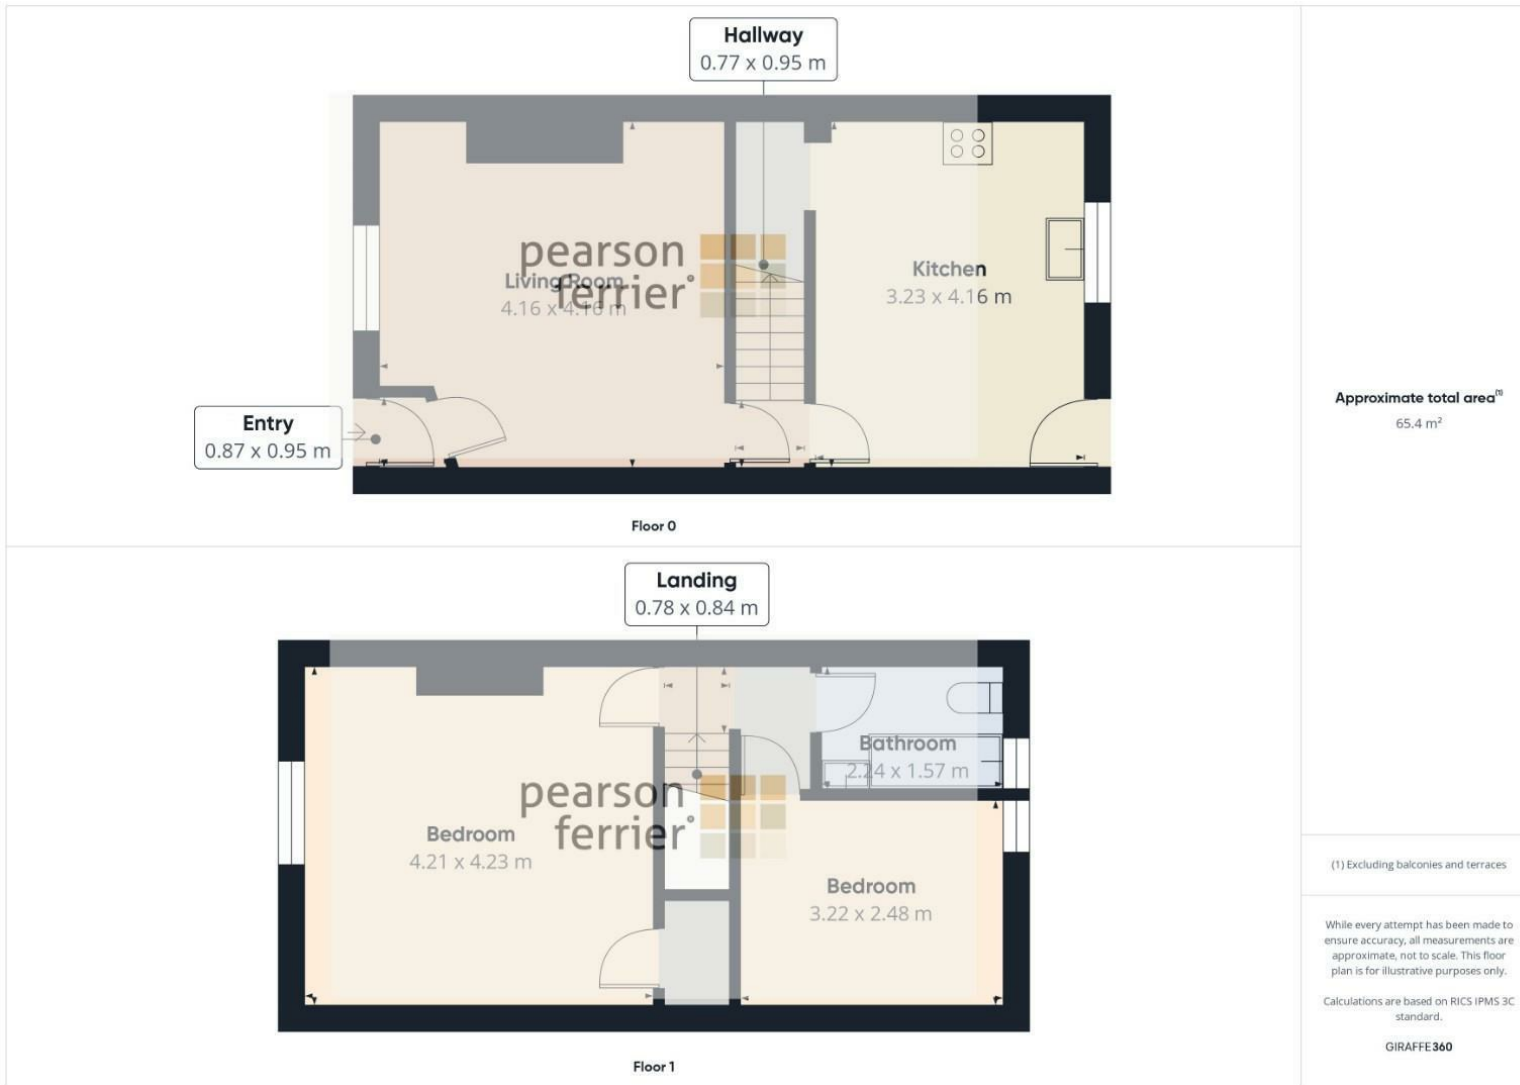 Hallway
0.77 x 0.95 m
pearson
ferrier
Living Room
4.16 x 4.16 m
Kitchen
3.23 x 4.16 m
Entry
0.87 x 0.95 m
Floor 0
Approximate total area(1)
65.4 m²
Landing
0.78 x 0.84 m
Bathroom
2.24 x 1.57 m
pearson
ferrier
Bedroom
4.21 x 4.23 m
Bedroom
3.22 x 2.48 m
Floor 1
(1) Excluding balconies and terraces
While every attempt has been made to
ensure accuracy, all measurements are
approximate, not to scale. This floor
plan is for illustrative purposes only.
Calculations are based on RICS IPMS 3C
standard.
GIRAFFE360